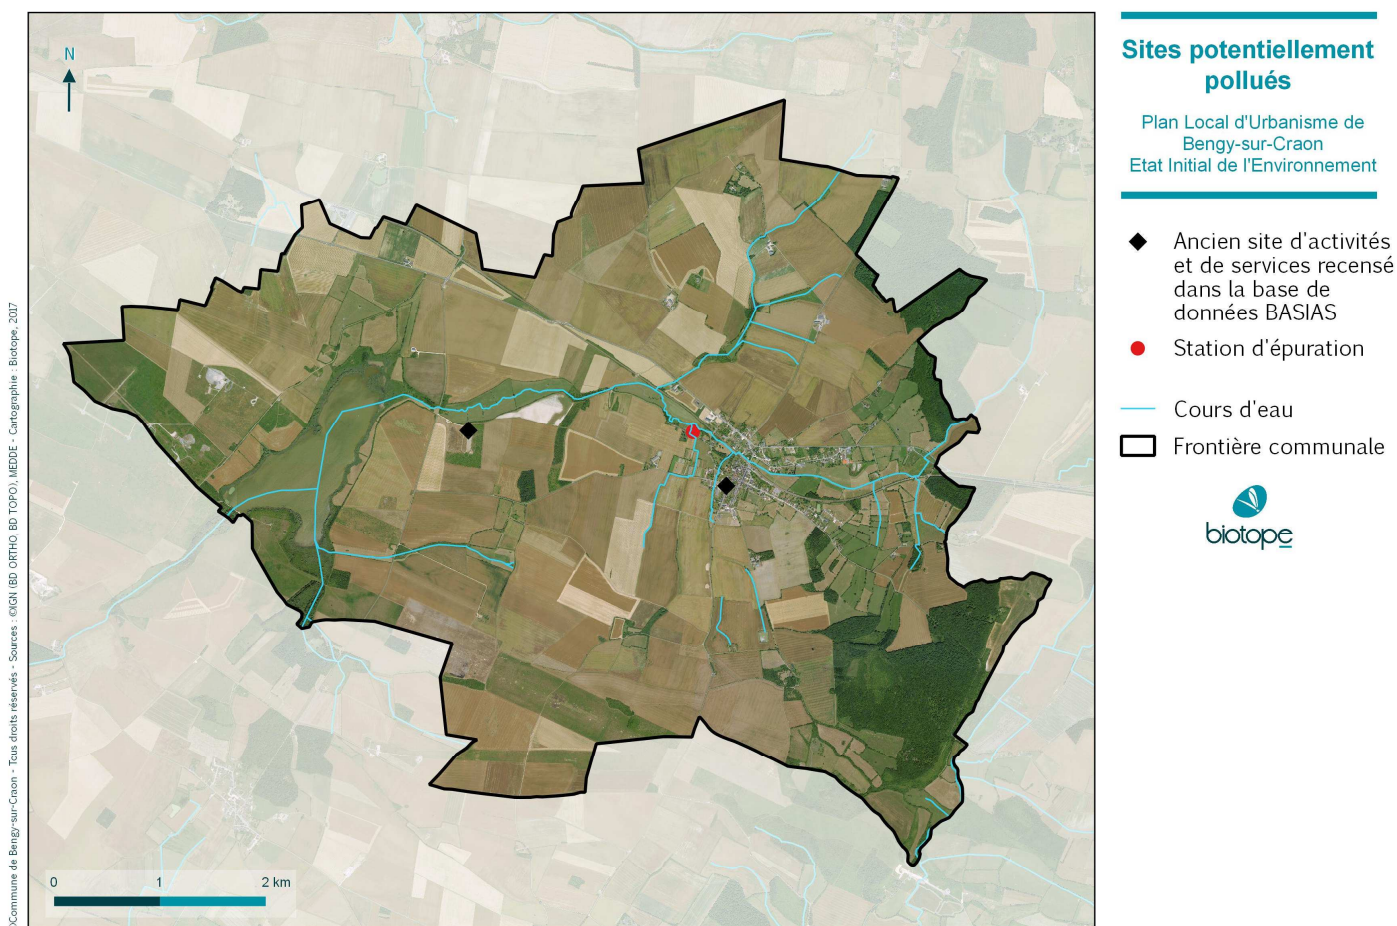 N
Sites potentiellement
pollués
Plan Local d'Urbanisme de
Bengy-sur-Craon
Etat Initial de l'Environnement
Ancien site d'activités
et de services recensé
dans la base de
données BASIAS
Station d'épuration
Cours d'eau
Frontière communale
biotope
0 1 2 km
©Commune de Bengy-sur-Craon - Tous droits réservés - Sources : ©IGN (BD ORTHO, BD TOPO), MEDDE - Cartographie : Biotope, 2017